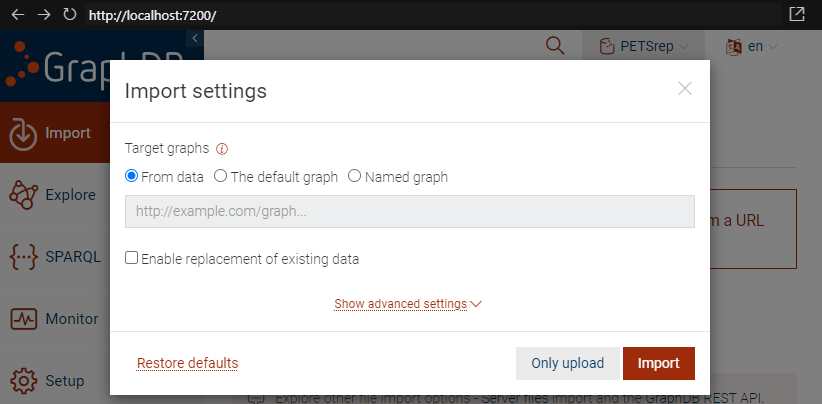 http://localhost:7200/
GraphDB
PETSrep
en
Import settings
Import
Target graphs
From data The default graph Named graph
Explore
http://example.com/graph...
m a URL
SPARQL
Enable replacement of existing data
Show advanced settings
Monitor
Restore defaults
Only upload
Import
Setup
Explore other file import options - Server files import and the GraphDB REST API.